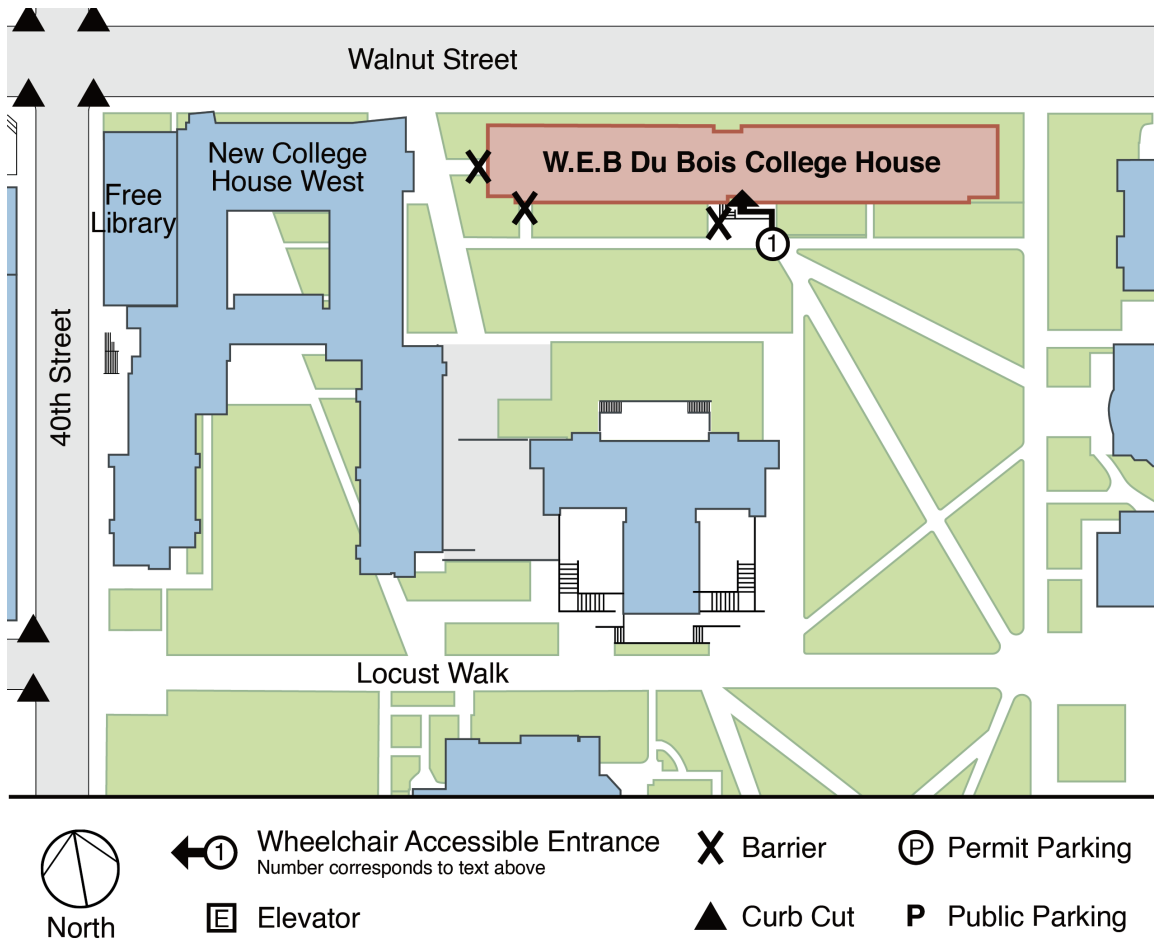 Walnut Street
New College
House West
W.E.B Du Bois College House
Free
Library
1
40th Street
Locust Walk
1 Wheelchair Accessible Entrance
Number corresponds to text above
X Barrier
P Permit Parking
North
E Elevator
Curb Cut
P Public Parking